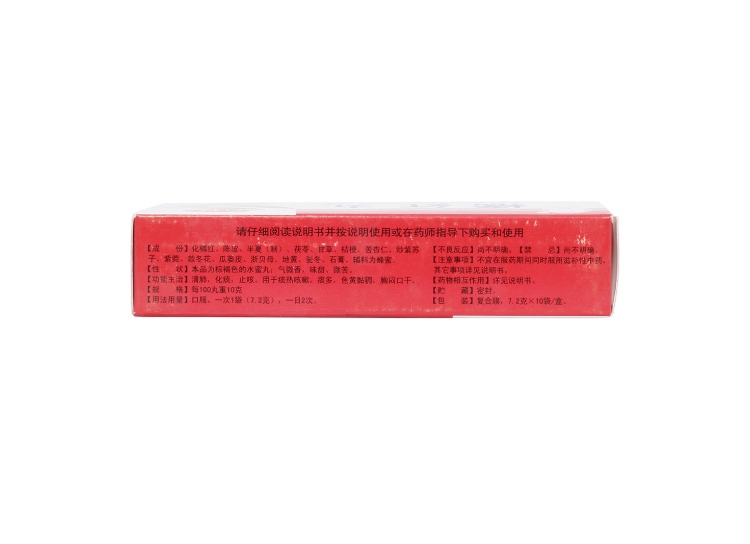 请仔细阅读说明书并按说明使用或在药师指导下购买和使用
【成 份】化橘红、陈皮、半夏（制）、茯苓、甘草、桔梗、苦杏仁、炒紫苏
子、紫菀、款冬花、瓜蒌皮、浙贝母、地黄、麦冬、石膏，辅料为蜂蜜。
【性 状】本品为棕褐色的水蜜丸；气微香，味甜、微苦。
【功能主治】清肺，化痰，止咳。用于痰热咳嗽，痰多，色黄黏稠，胸闷口干。
【规 格】每100丸重10克
【用法用量】口服。一次1袋（7.2克），一日2次。
【不良反应】尚不明确。【禁 忌】尚不明确。
【注意事项】不宜在服药期间同时服用滋补性中药，
其它事项详见说明书。
【药物相互作用】详见说明书。
【贮 藏】密封。
【包 装】复合膜，7.2克×10袋/盒。